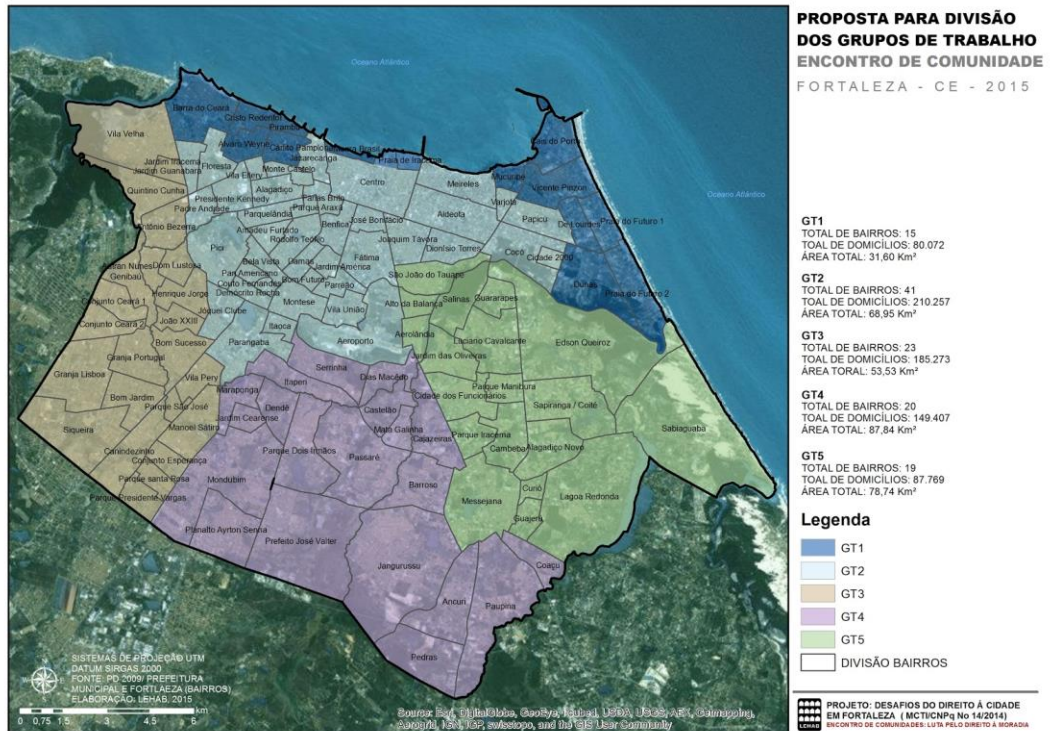 PROPOSTA PARA DIVISÃO
DOS GRUPOS DE TRABALHO
ENCONTRO DE COMUNIDADE
FORTALEZA - CE - 2015
GT1
TOTAL DE BAIRROS: 15
TOAL DE DOMICÍLIOS: 80.072
ÁREA TOTAL: 31,60 Km²
GT2
TOTAL DE BAIRROS: 41
TOAL DE DOMICÍLIOS: 210.257
ÁREA TOTAL: 68,95 Km²
GT3
TOTAL DE BAIRROS: 23
TOAL DE DOMICÍLIOS: 185.273
ÁREA TORAL: 53,53 Km²
GT4
TOTAL DE BAIRROS: 20
TOAL DE DOMICÍLIOS: 149.407
ÁREA TOTAL: 87,84 Km²
GT5
TOTAL DE BAIRROS: 19
TOAL DE DOMICÍLIOS: 87.769
ÁREA TOTAL: 78,74 Km²
Legenda
GT1
GT2
GT3
GT4
GT5
DIVISÃO BAIRROS
LEHAB
PROJETO: DESAFIOS DO DIREITO À CIDADE
EM FORTALEZA ( MCTI/CNPq No 14/2014)
ENCONTRO DE COMUNIDADES: LUTA PELO DIREITO À MORADIA
Oceano Atlântico
Oceano Atlântico
Barra do Ceará
Cristo Redentor
Pirambu
Vila Velha
Álvaro Weyne
Carlito Pamplona
Jacarecanga
Praia de Iracema
Cais do Porto
Mucuripe
Vicente Pinzon
Jardim Iracema
Jardim Guanabara
Floresta
Vila Ellery
Monte Castelo
Centro
Meireles
Varjota
Quintino Cunha
Alagadiço
Presidente Kennedy
Farias Brito
Padre Andrade
Parquelândia
Parque Araxá
Aldeota
Papicu
De Lourdes
Praia do Futuro 1
Antônio Bezerra
Amadeu Furtado
Rodolfo Teófilo
Benfica
José Bonifácio
Joaquim Távora
Dionísio Torres
Cocó
Cidade 2000
Pici
Bela Vista
Damas
Fátima
Autran Nunes
Dom Lustosa
Genibaú
Pan Americano
Jardim América
Couto Fernandes
Bom Futuro
Parreão
São João do Tauape
Dunas
Praia do Futuro 2
Henrique Jorge
Demócrito Rocha
Montese
Salinas
Guararapes
Conjunto Ceará 1
João XXIII
Jóquei Clube
Vila União
Alto da Balança
Conjunto Ceará 2
Itaoca
Aerolândia
Luciano Cavalcante
Edson Queiroz
Bom Sucesso
Parangaba
Aeroporto
Granja Portugal
Jardim das Oliveiras
Granja Lisboa
Vila Pery
Serrinha
Dias Macêdo
Itaperi
Parque Manibura
Bom Jardim
Maraponga
Cidade dos Funcionários
Parque São José
Dendê
Castelão
Sapiranga / Coité
Jardim Cearense
Siqueira
Manoel Sátiro
Mata Galinha
Cajazeiras
Parque Iracema
Sabiaguaba
Canindezinho
Conjunto Esperança
Parque Dois Irmãos
Passaré
Cambeba
Alagadiço Novo
Parque santa Rosa
Mondubim
Barroso
Messejana
Curió
Lagoa Redonda
Parque Presidente Vargas
Guajerú
Planalto Ayrton Senna
Prefeito José Valter
Jangurussu
Coaçu
Ancuri
Paupina
Pedras
SISTEMAS DE PROJEÇÃO UTM
DATUM SIRGAS 2000
FONTE: PD 2009/ PREFEITURA
MUNICIPAL E FORTLAEZA (BAIRROS)
ELABORAÇÃO: LEHAB, 2015
km
0 0,75 1,5 3 4,5 6